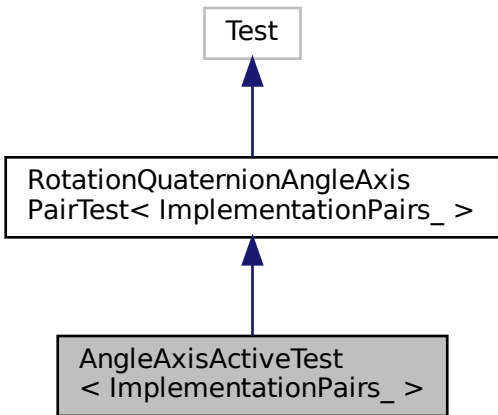 Test
RotationQuaternionAngleAxis
PairTest< ImplementationPairs_ >
AngleAxisActiveTest
< ImplementationPairs_ >